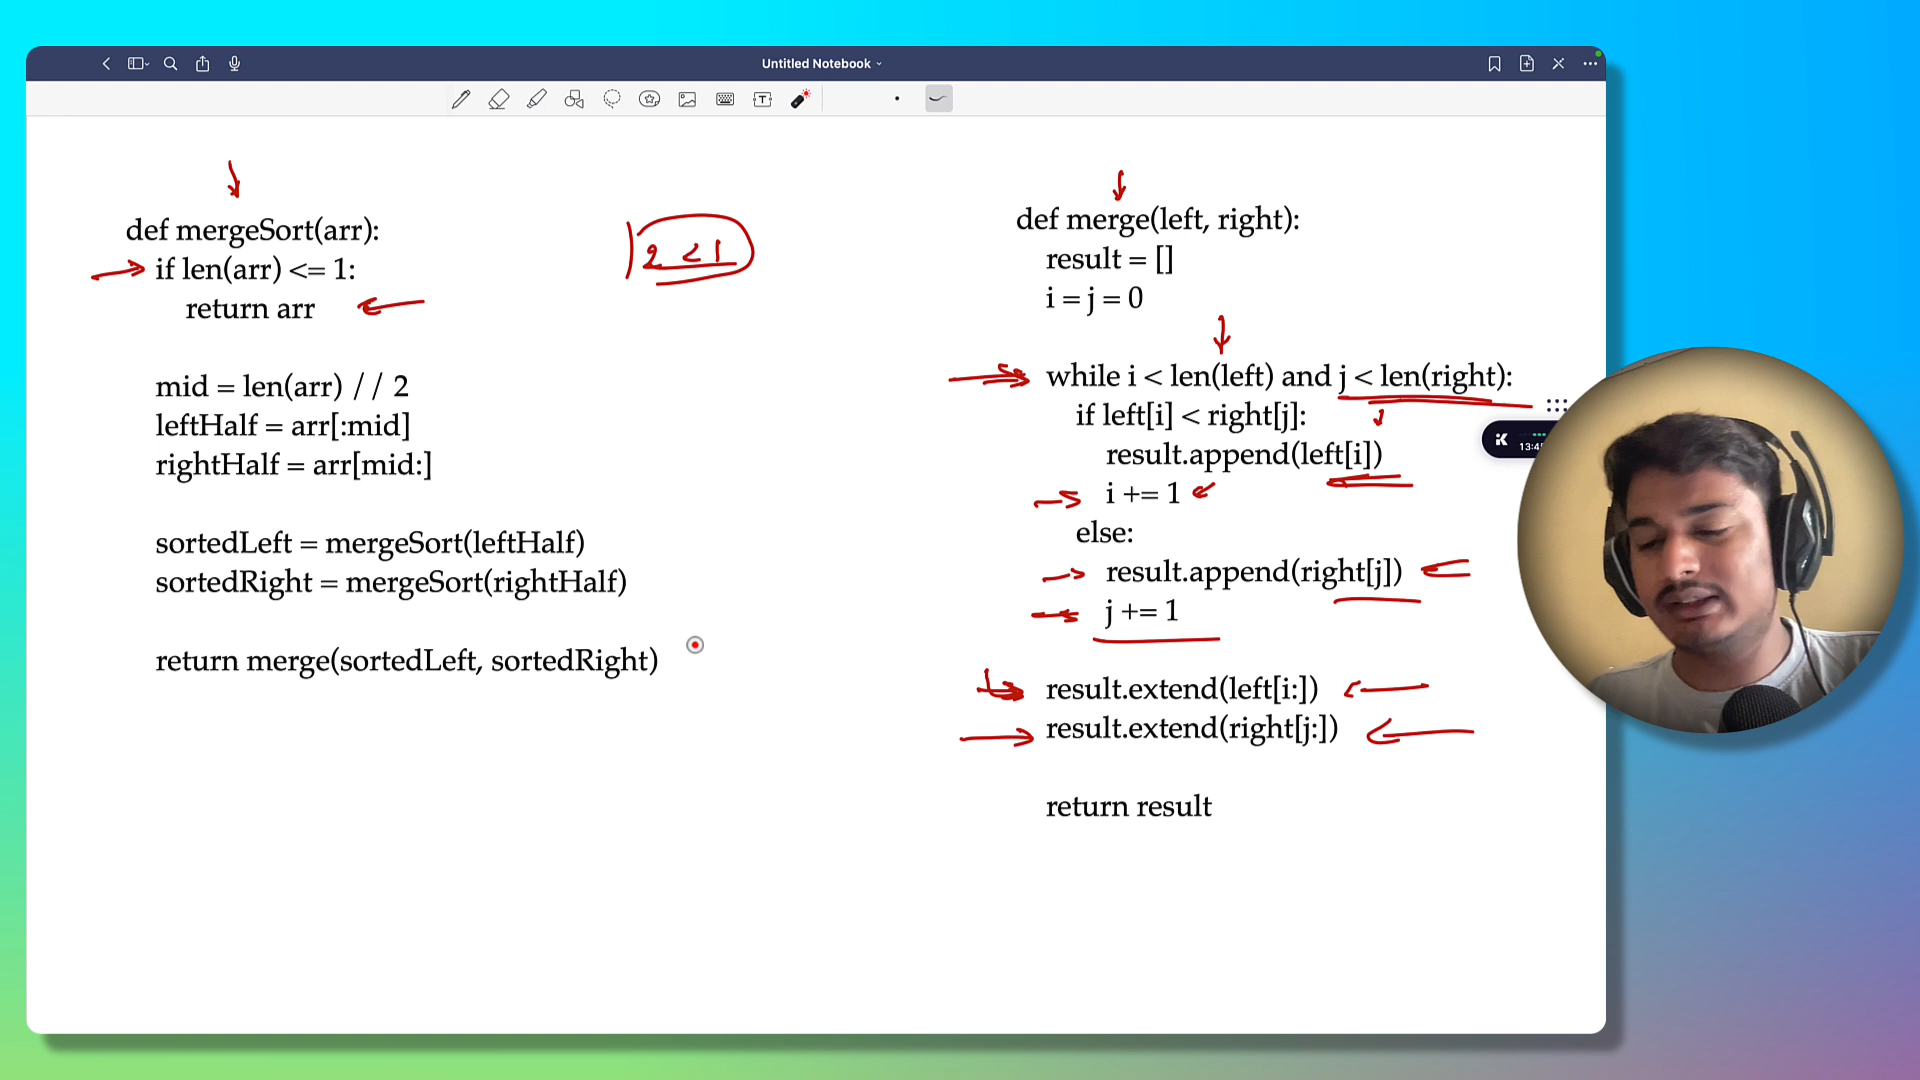 Untitled Notebook
def mergeSort(arr):
if len(arr) <= 1:
return arr
mid = len(arr) // 2
leftHalf = arr[:mid]
rightHalf = arr[mid:]
sortedLeft = mergeSort(leftHalf)
sortedRight = mergeSort(rightHalf)
return merge(sortedLeft, sortedRight)
2 < 1
def merge(left, right):
result = []
i = j = 0
while i < len(left) and j < len(right):
if left[i] < right[j]:
result.append(left[i])
i += 1
else:
result.append(right[j])
j += 1
result.extend(left[i:])
result.extend(right[j:])
return result